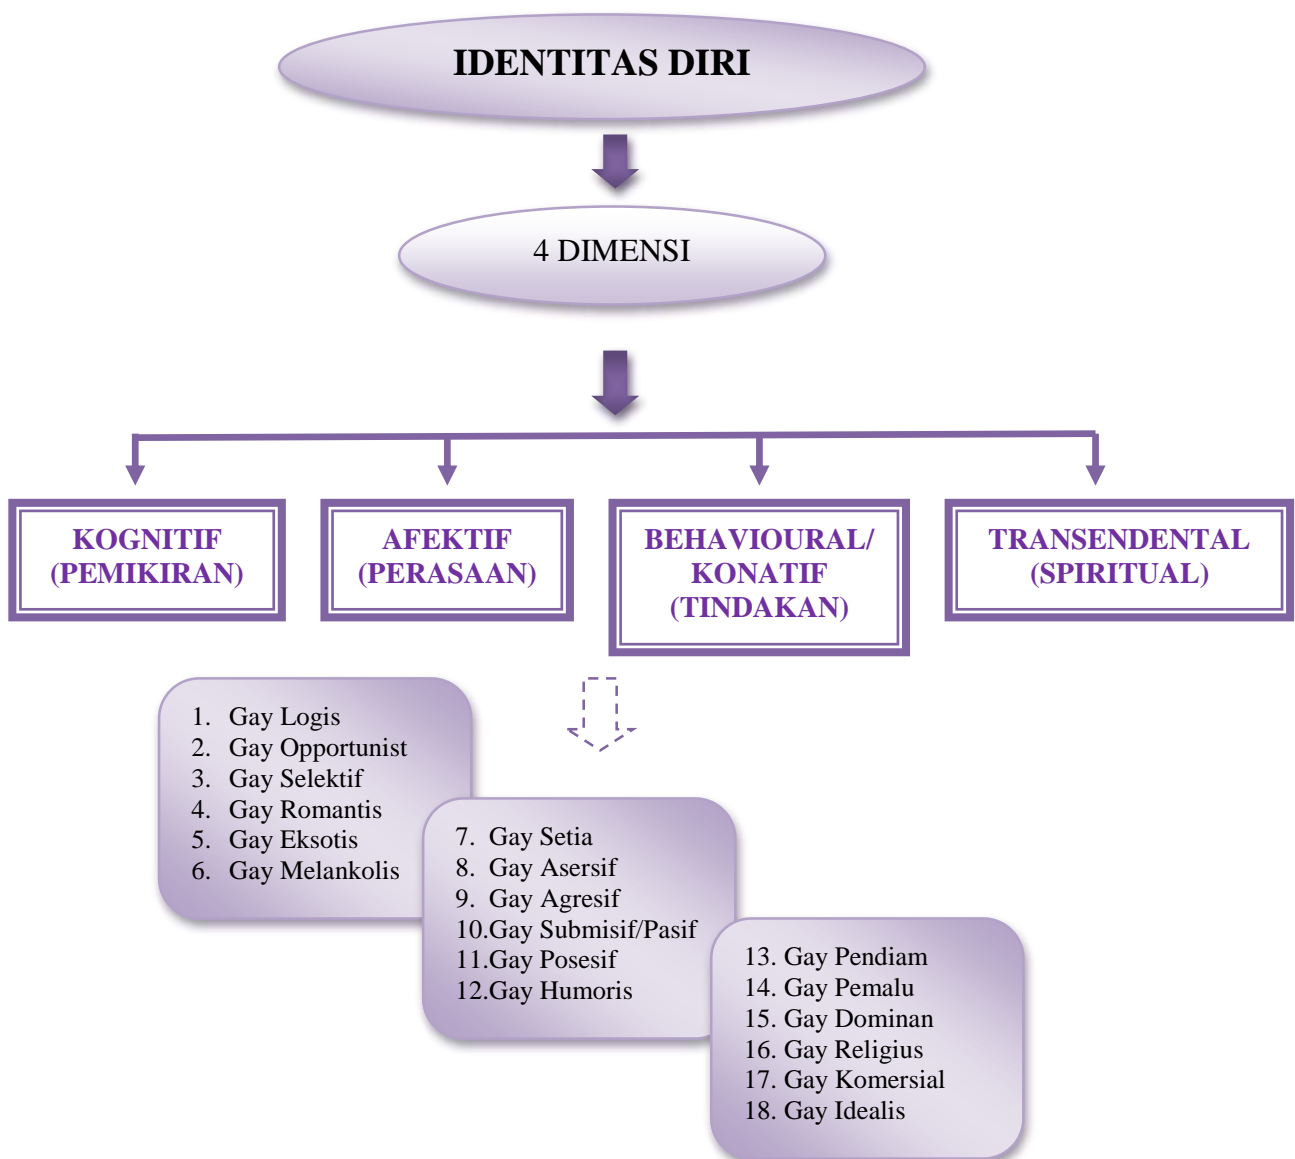 IDENTITAS DIRI
4 DIMENSI
KOGNITIF
(PEMIKIRAN)
AFEKTIF
(PERASAAN)
BEHAVIOURAL/
KONATIF
(TINDAKAN)
TRANSENDENTAL
(SPIRITUAL)
1. Gay Logis
2. Gay Opportunist
3. Gay Selektif
4. Gay Romantis
5. Gay Eksotis
6. Gay Melankolis
7. Gay Setia
8. Gay Asersif
9. Gay Agresif
10.Gay Submisif/Pasif
11.Gay Posesif
12.Gay Humoris
13. Gay Pendiam
14. Gay Pemalu
15. Gay Dominan
16. Gay Religius
17. Gay Komersial
18. Gay Idealis